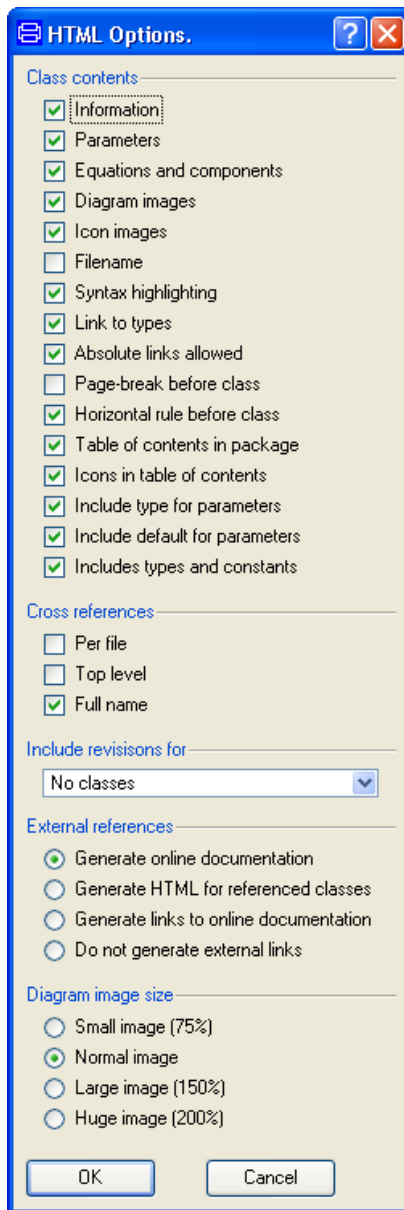 HTML Options.
Class contents
Information
Parameters
Equations and components
Diagram images
Icon images
Filename
Syntax highlighting
Link to types
Absolute links allowed
Page-break before class
Horizontal rule before class
Table of contents in package
Icons in table of contents
Include type for parameters
Include default for parameters
Includes types and constants
Cross references
Per file
Top level
Full name
Include revisisons for
No classes
External references
Generate online documentation
Generate HTML for referenced classes
Generate links to online documentation
Do not generate external links
Diagram image size
Small image (75%)
Normal image
Large image (150%)
Huge image (200%)
OK Cancel